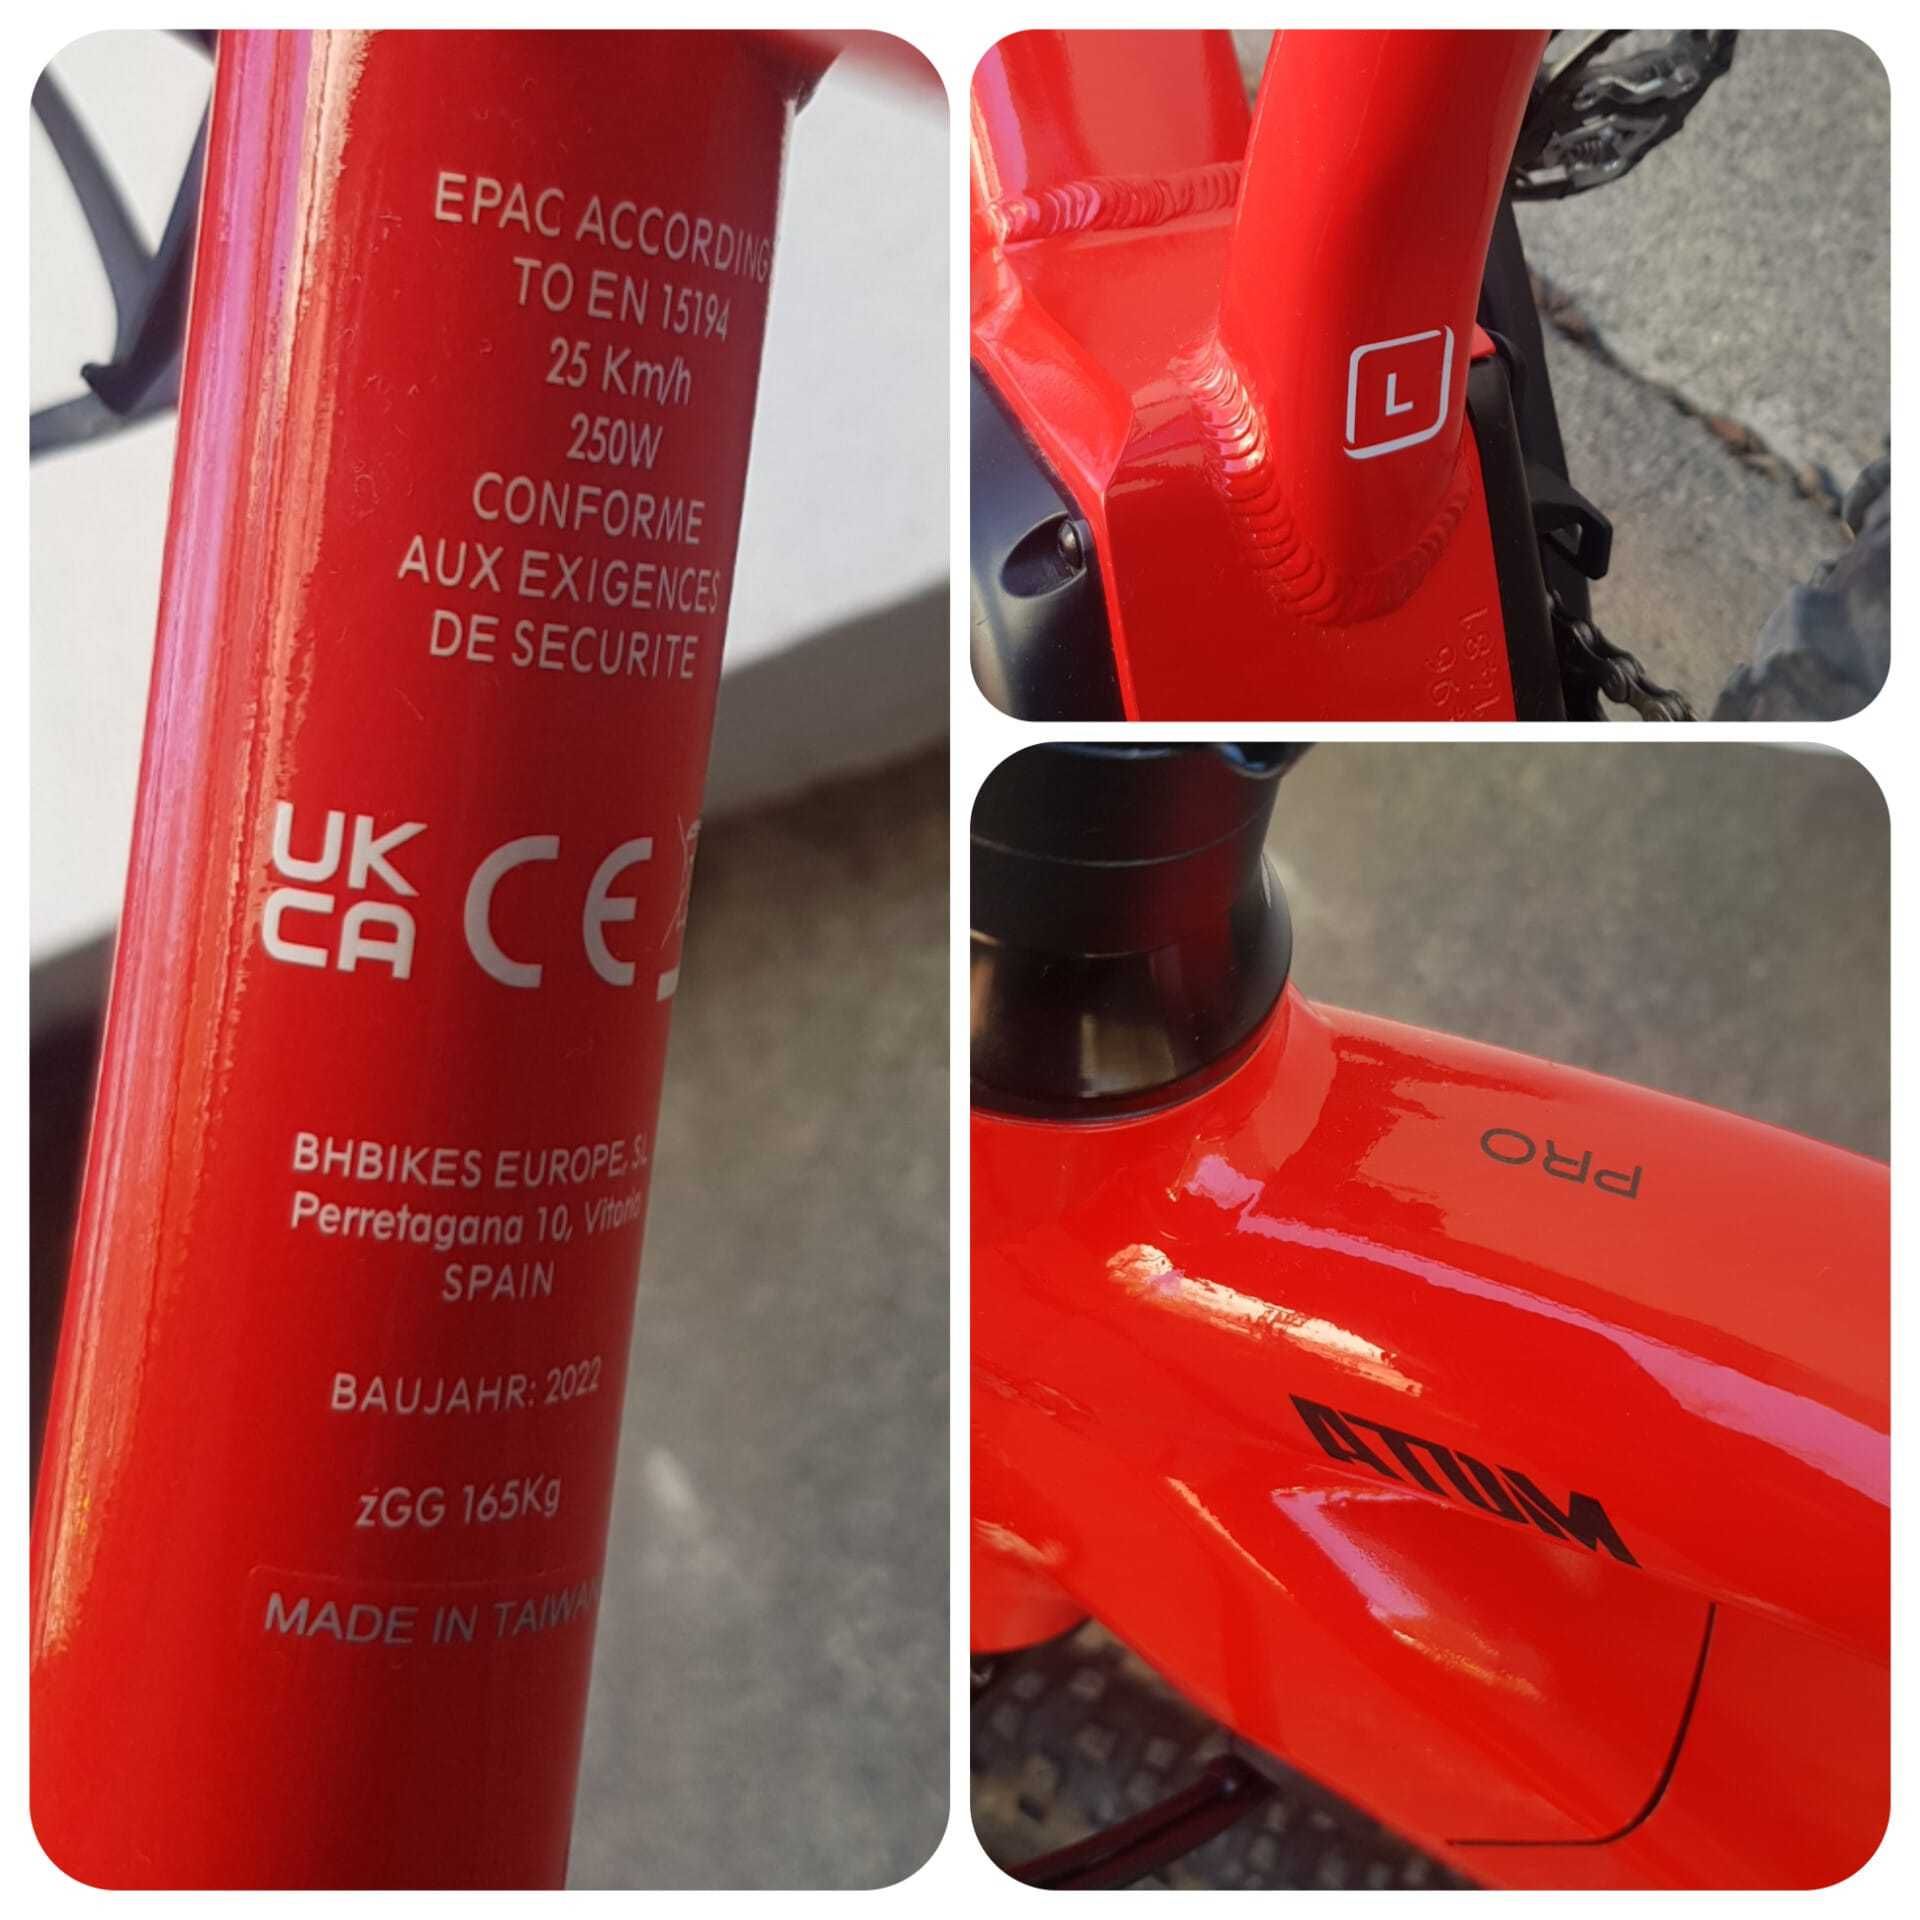 EPAC ACCORDING
TO EN 15194
25 Km/h
250W
CONFORME
AUX EXIGENCES
DE SECURITE
UK
CA CE
BHBIKES EUROPE, SL
Perretagana 10, Vitoria
SPAIN
BAUJAHR: 2022
zGG 165Kg
MADE IN TAIWAN
L
PRO
ATOM